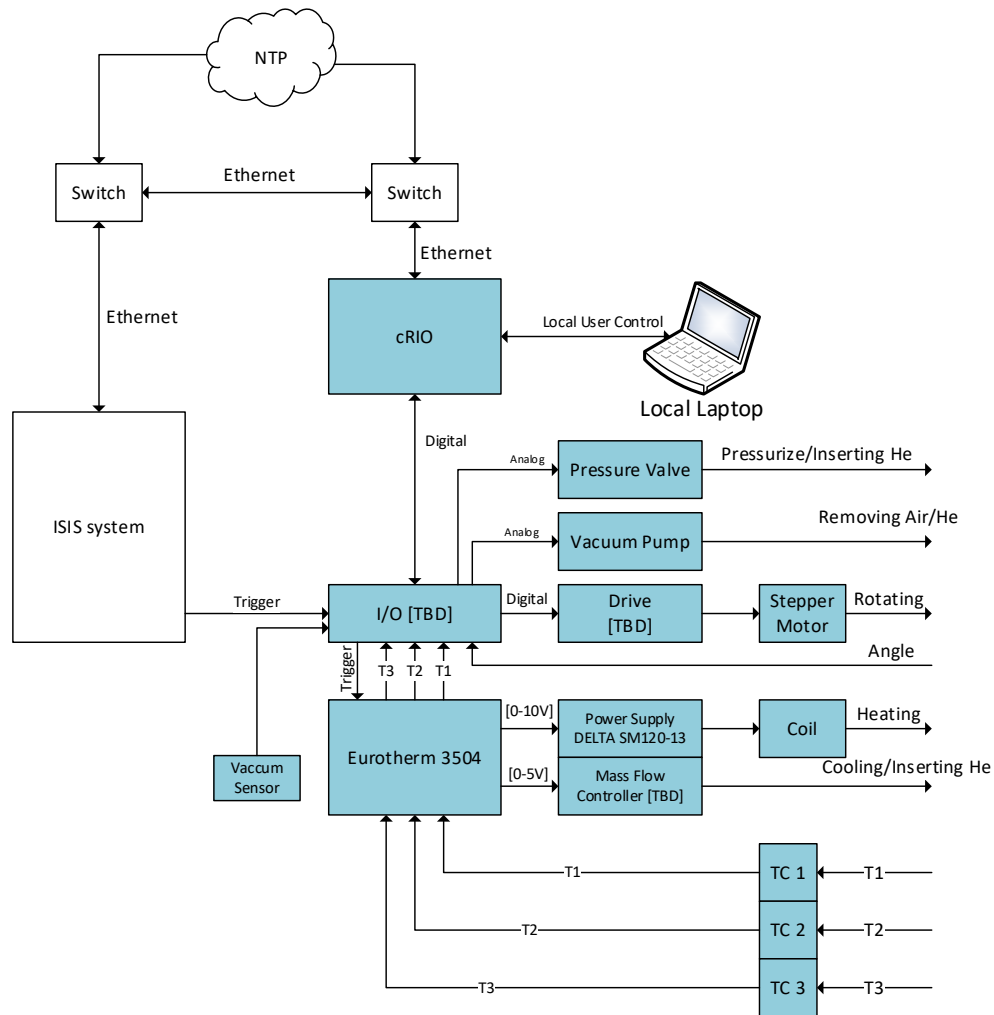 NTP
Ethernet
Switch
Switch
Ethernet
Ethernet
cRIO
Local User Control
Local Laptop
Digital
ISIS system
Analog
Pressure Valve
Pressurize/Inserting He
Analog
Vacuum Pump
Removing Air/He
Trigger
I/O [TBD]
Digital
Drive
[TBD]
Stepper
Motor
Rotating
Angle
Trigger
T3
T2
T1
Eurotherm 3504
[0-10V]
Power Supply
DELTA SM120-13
Coil
Heating
[0-5V]
Mass Flow
Controller [TBD]
Cooling/Inserting He
Vaccum
Sensor
T1
TC 1
T1
T2
TC 2
T2
T3
TC 3
T3